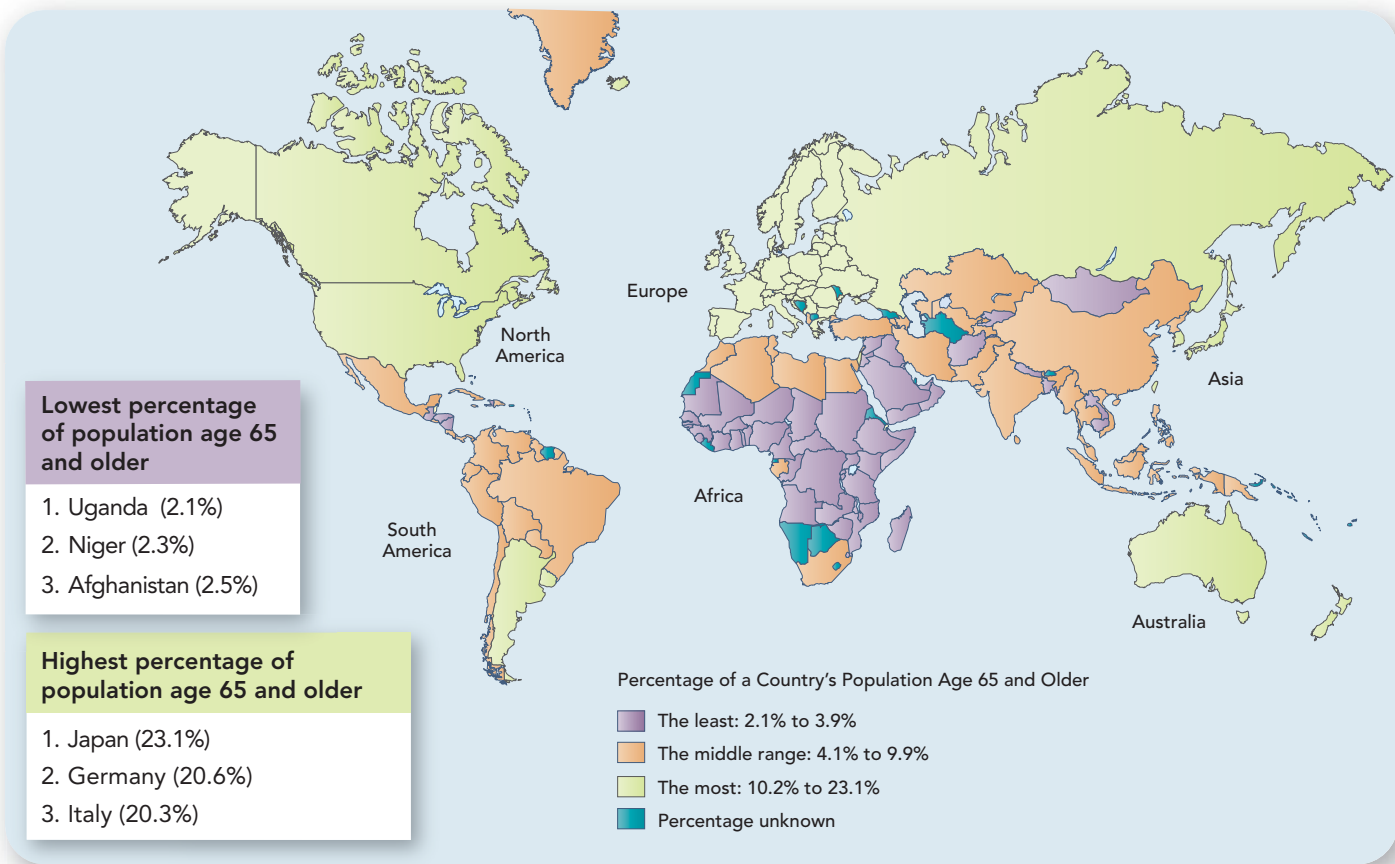 Europe
North
America
Asia
Lowest percentage
of population age 65
and older
1. Uganda (2.1%)
2. Niger (2.3%)
3. Afghanistan (2.5%)
Africa
South
America
Australia
Highest percentage of
population age 65 and older
1. Japan (23.1%)
2. Germany (20.6%)
3. Italy (20.3%)
Percentage of a Country's Population Age 65 and Older
The least: 2.1% to 3.9%
The middle range: 4.1% to 9.9%
The most: 10.2% to 23.1%
Percentage unknown